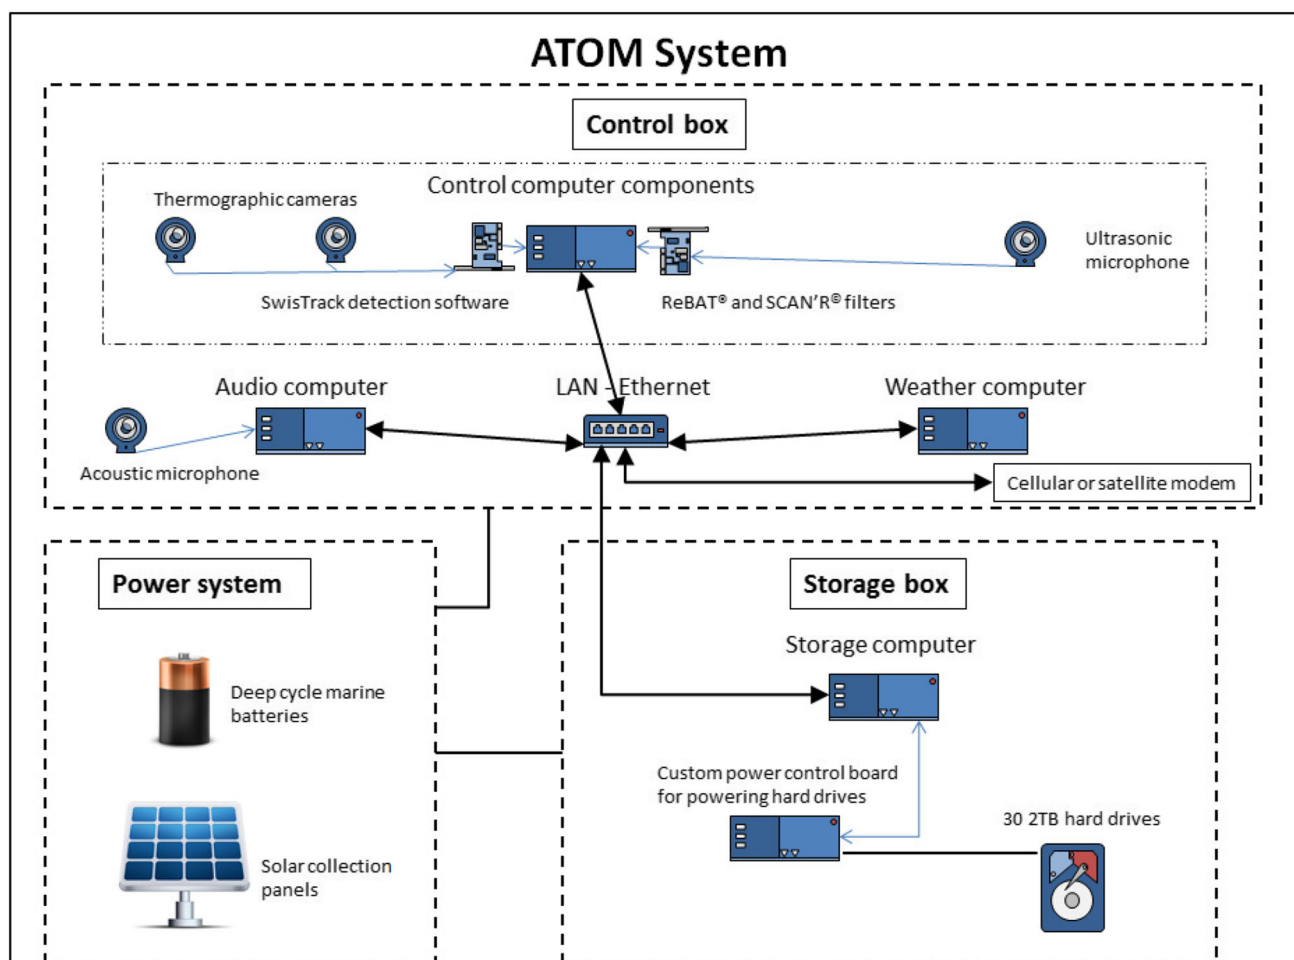 ATOM System
Control box
Control computer components
Thermographic cameras
Ultrasonic
microphone
SwisTrack detection software
ReBAT® and SCAN'R© filters
Audio computer
LAN - Ethernet
Weather computer
Acoustic microphone
Cellular or satellite modem
Power system
Deep cycle marine
batteries
Solar collection
panels
Storage box
Storage computer
Custom power control board
for powering hard drives
30 2TB hard drives